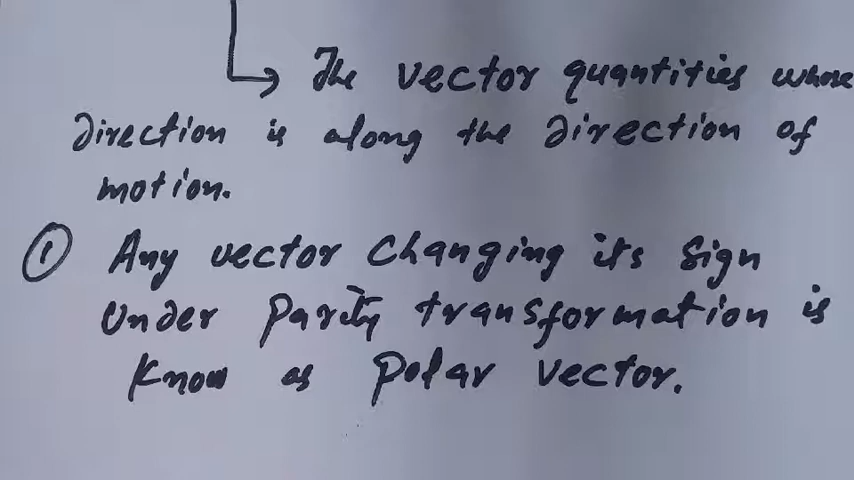 The vector quantities whose
direction is along the direction of
motion.
① Any vector changing its sign
Under Parity transformation is
Know as Polar vector.